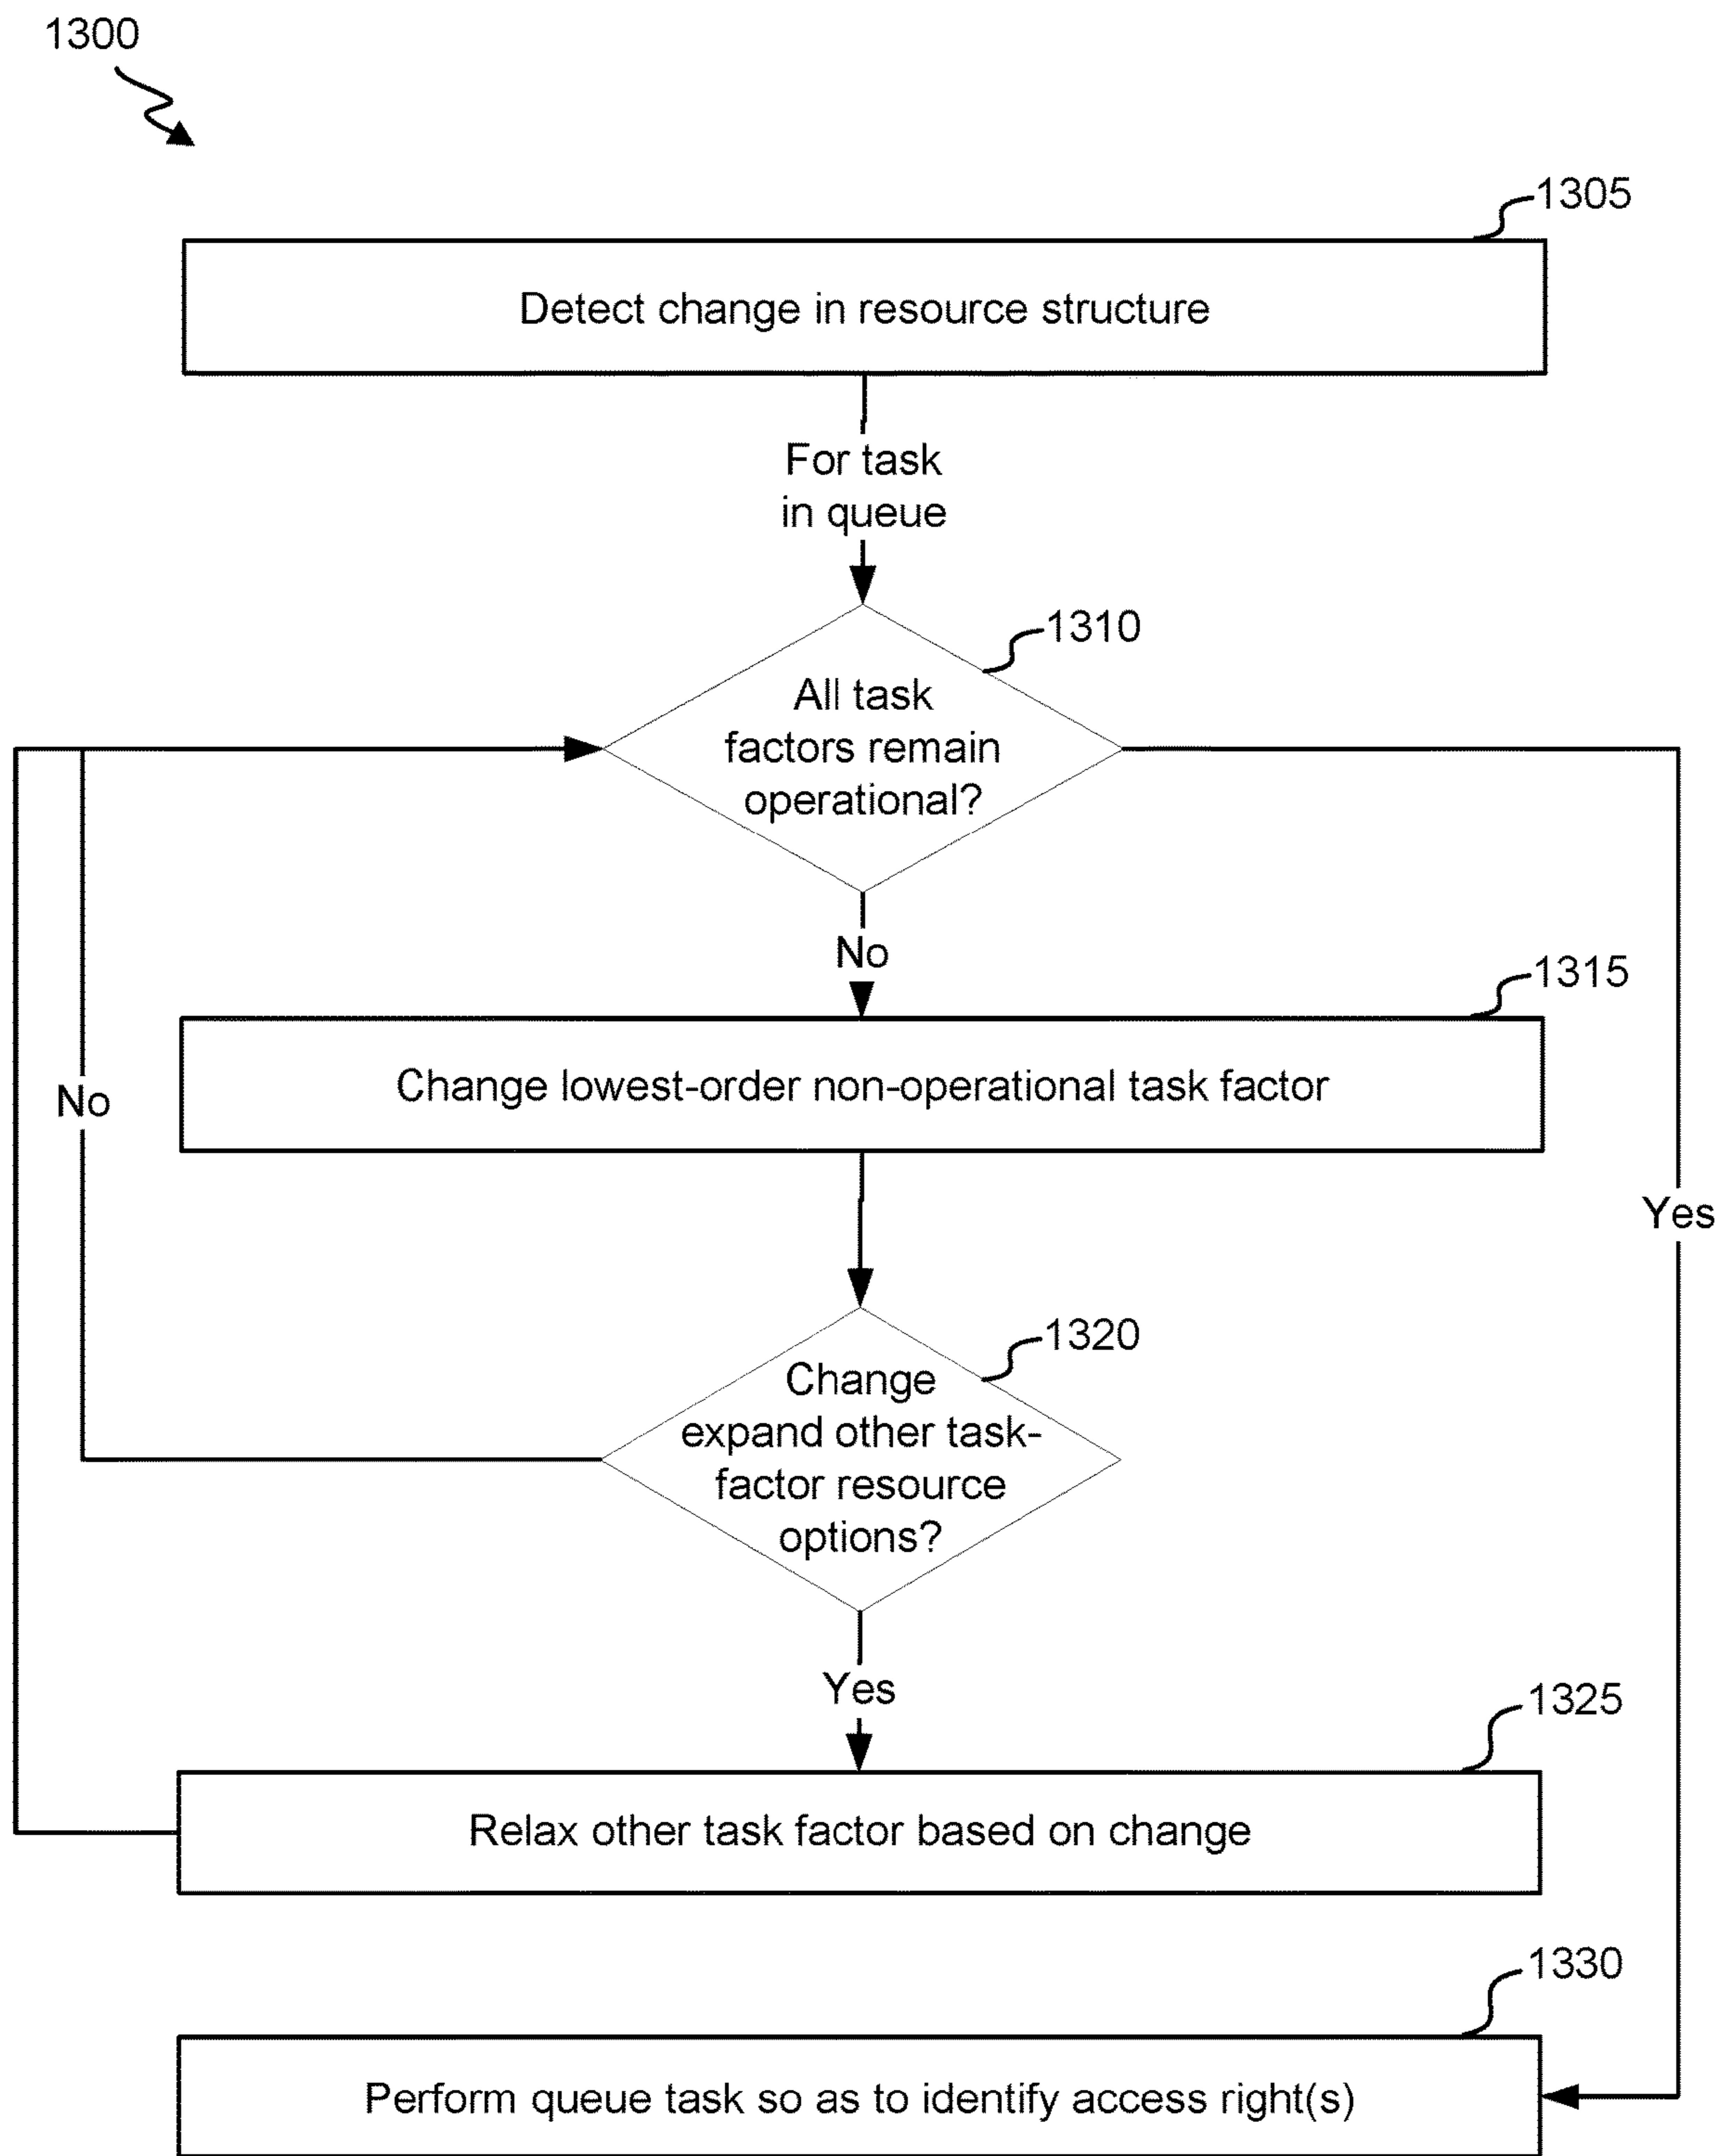 1300
1305
Detect change in resource structure
For task
in queue
1310
All task
factors remain
operational?
No
1315
Change lowest-order non-operational task factor
No
Yes
1320
Change
expand other task-
factor resource
options?
Yes
1325
Relax other task factor based on change
1330
Perform queue task so as to identify access right(s)